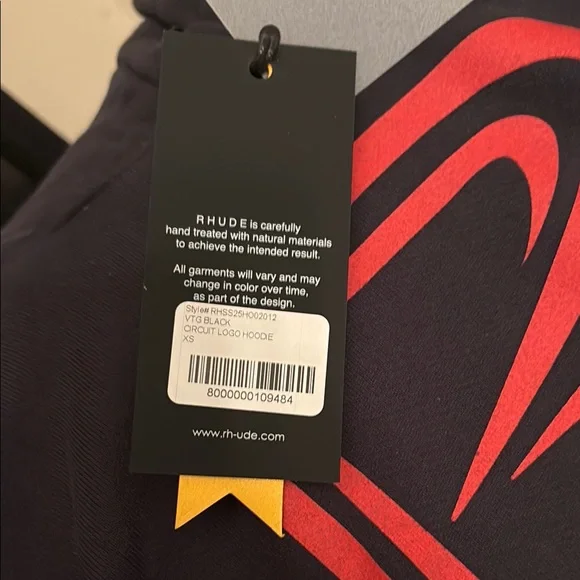 RHUDE is carefully
hand treated with natural materials
to achieve the intended result.
All garments will vary and may
change in color over time,
as part of the design.
Style# RHSS25HO02012
VTG BLACK
CIRCUIT LOGO HOODIE
XS
8000000109484
www.rh-ude.com